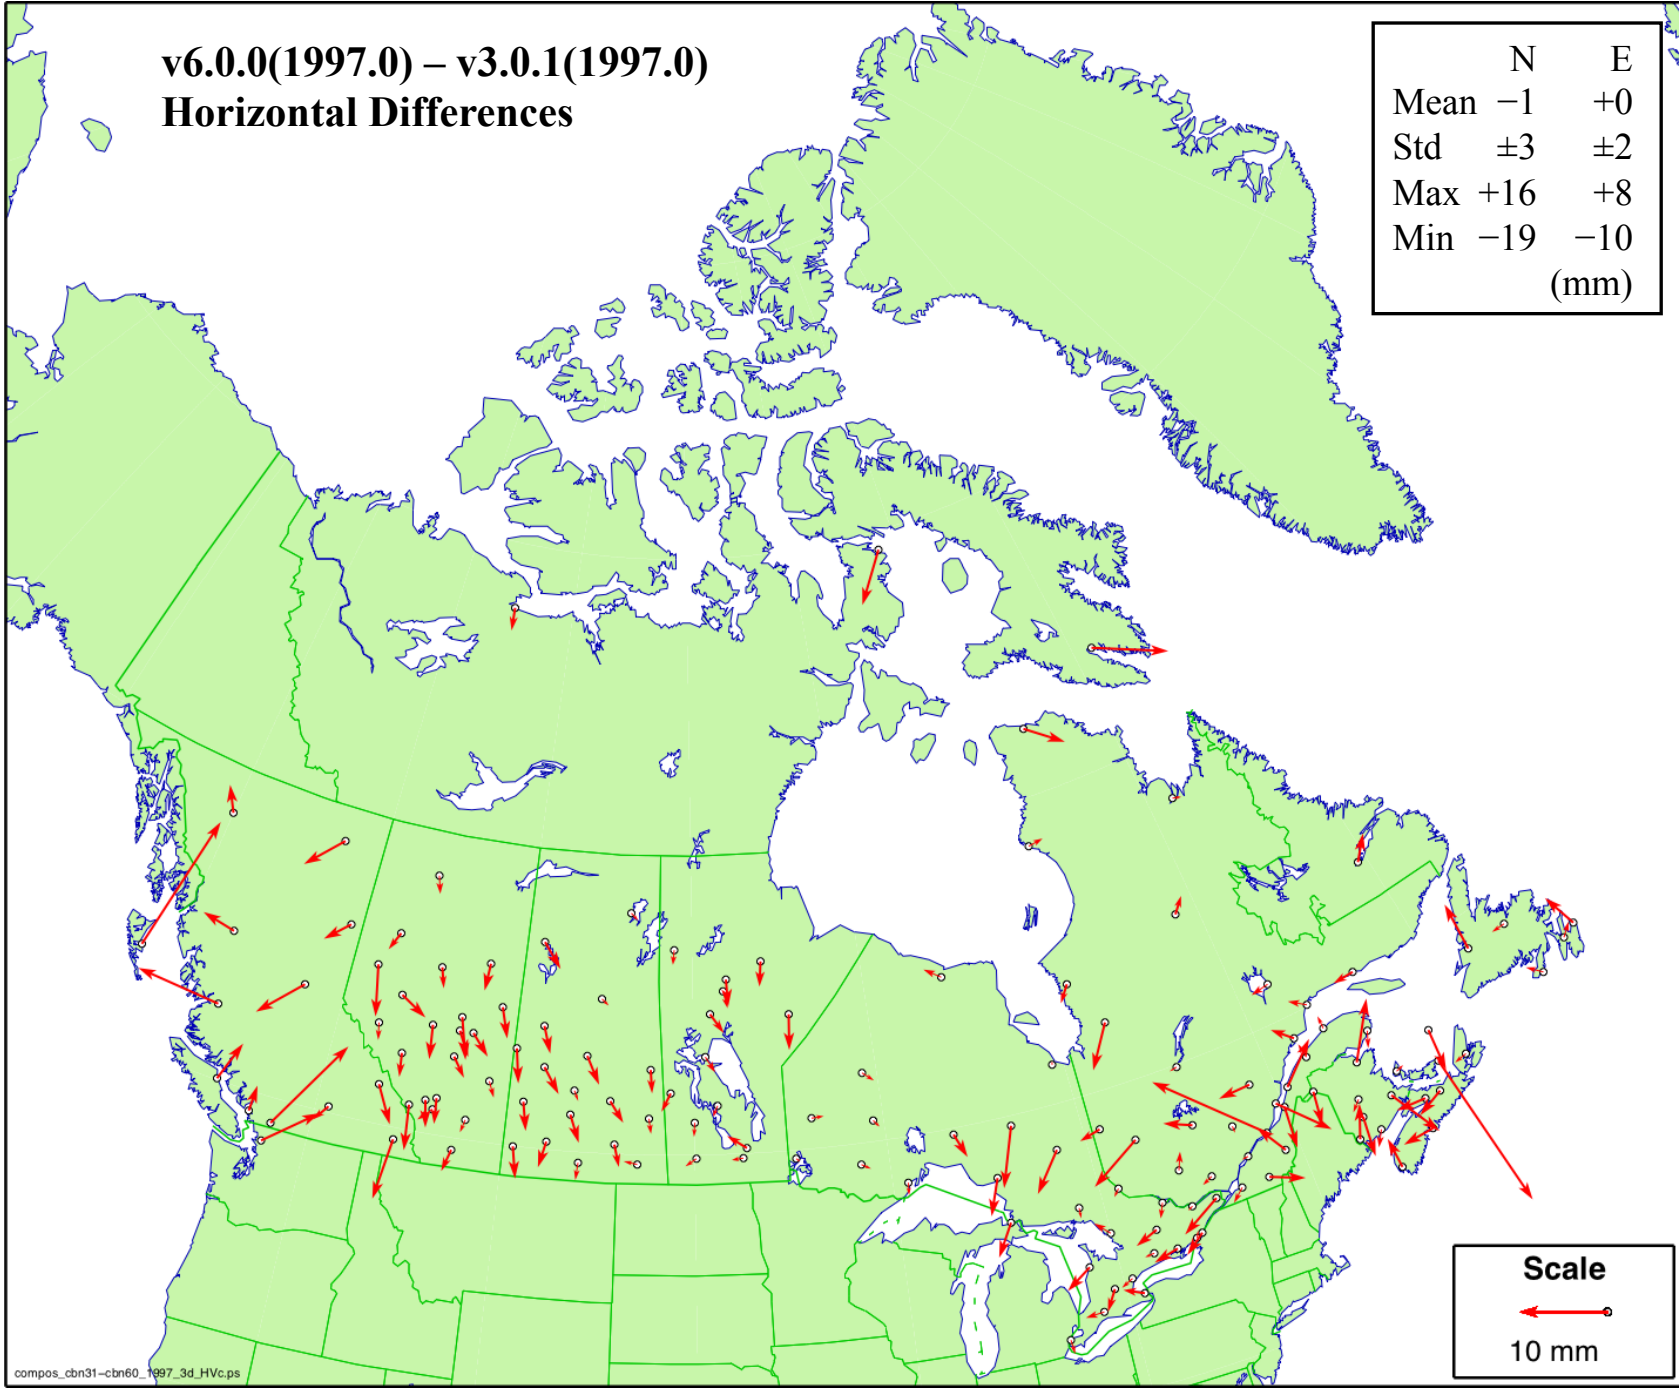 v6.0.0(1997.0) – v3.0.1(1997.0)
Horizontal Differences
N E
Mean −1 +0
Std ±3 ±2
Max +16 +8
Min −19 −10
(mm)
Scale
10 mm
compos_cbn31−cbn60_1997_3d_HVc.ps